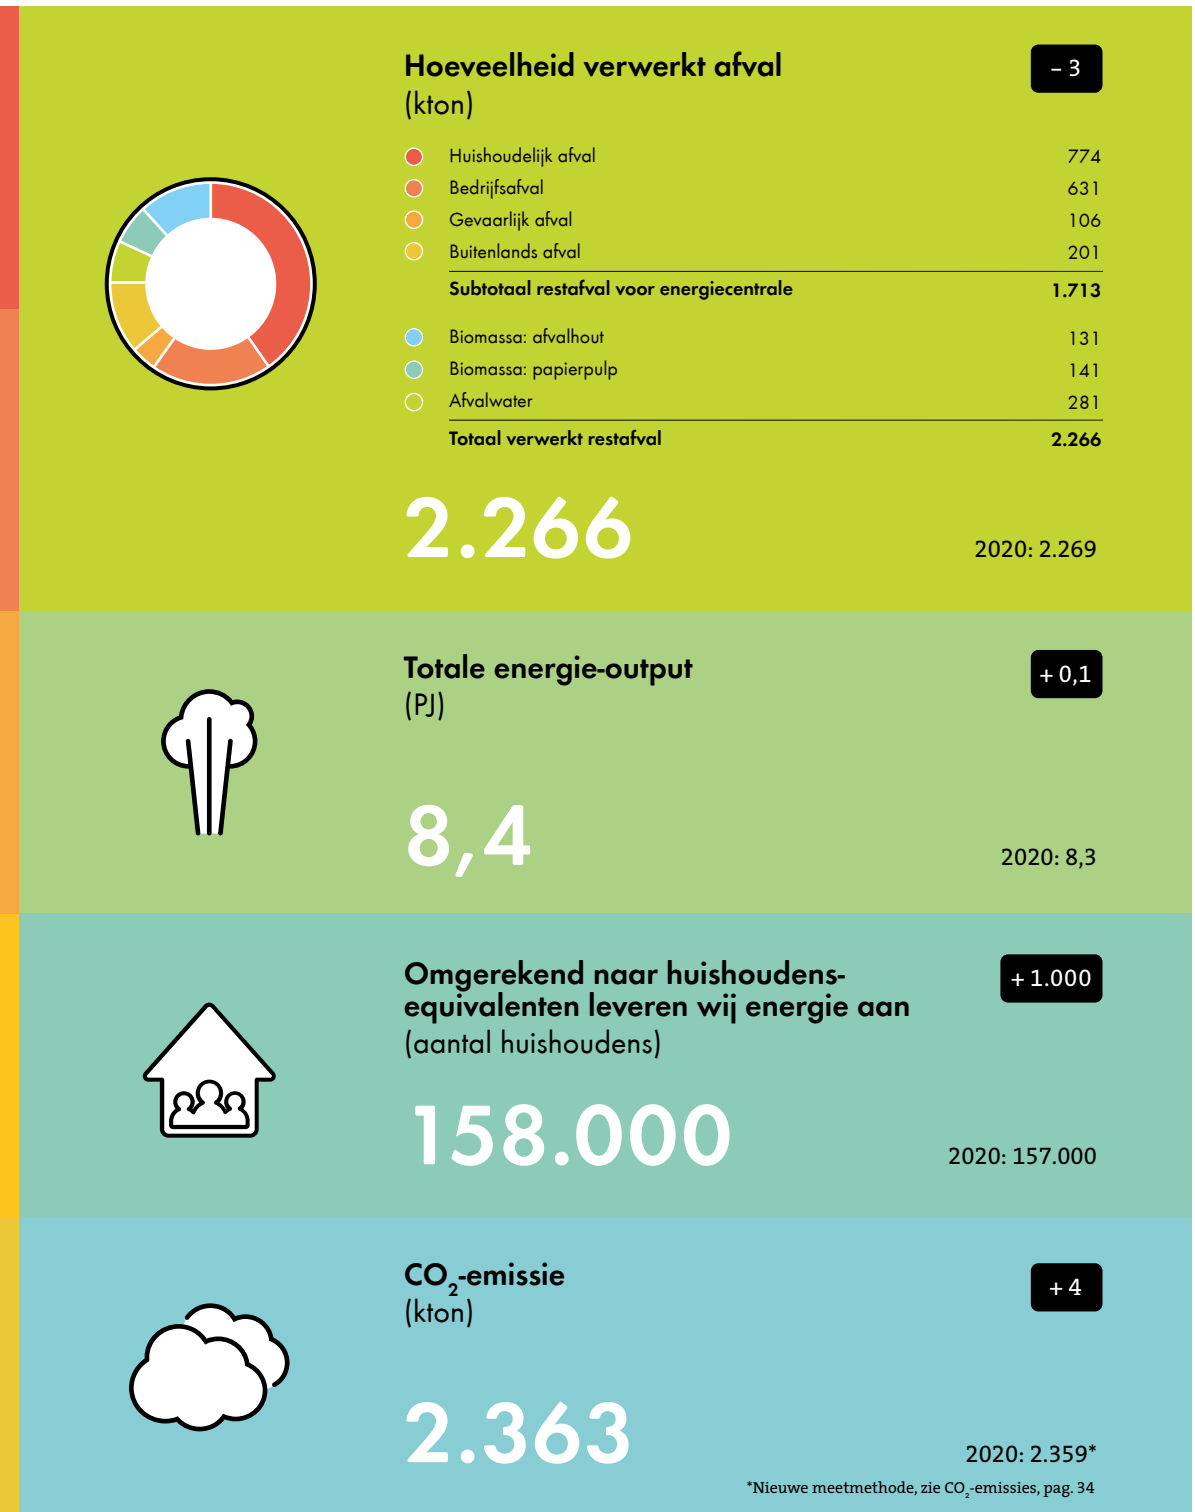 Hoeveelheid verwerkt afval
(kton)
– 3
Huishoudelijk afval 774
Bedrijfsafval 631
Gevaarlijk afval 106
Buitenlands afval 201
Subtotaal restafval voor energiecentrale 1.713
Biomassa: afvalhout 131
Biomassa: papierpulp 141
Afvalwater 281
Totaal verwerkt restafval 2.266
2.266
2020: 2.269
Totale energie-output
(PJ)
+ 0,1
8,4
2020: 8,3
Omgerekend naar huishoudens-
equivalenten leveren wij energie aan
(aantal huishoudens)
+ 1.000
158.000
2020: 157.000
CO₂-emissie
(kton)
+ 4
2.363
2020: 2.359*
*Nieuwe meetmethode, zie CO₂-emissies, pag. 34